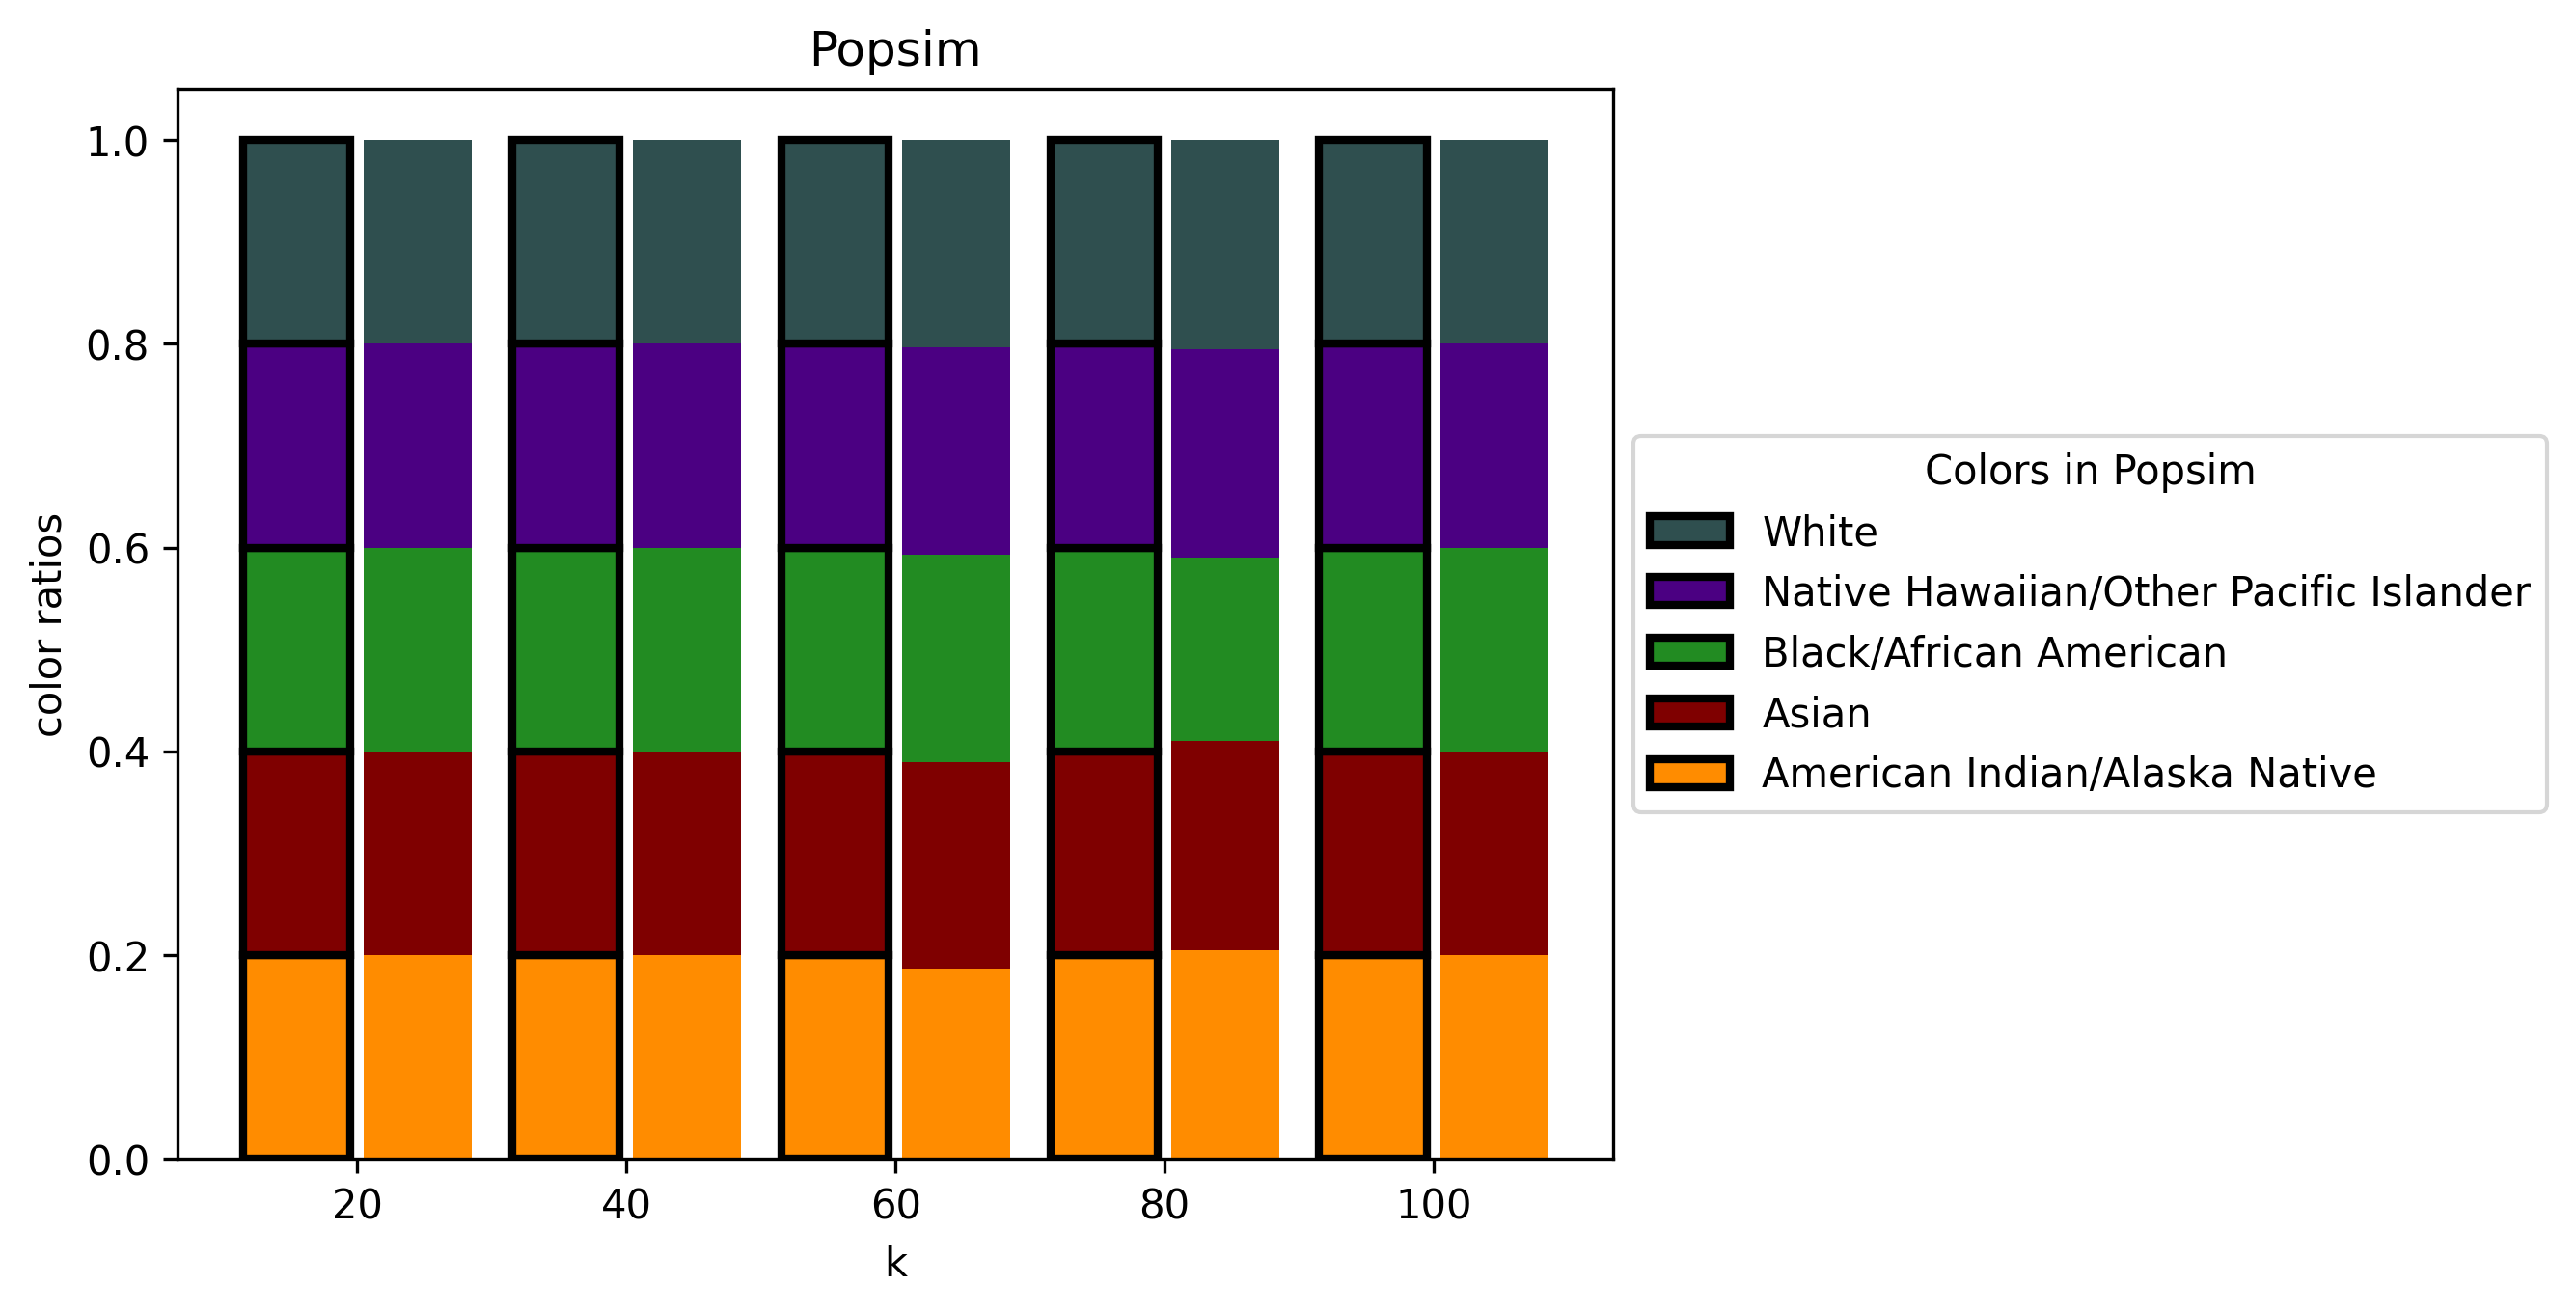 Popsim
1.0
0.8
0.6
0.4
0.2
0.0
color ratios
20 40 60 80 100
k
Colors in Popsim
White
Native Hawaiian/Other Pacific Islander
Black/African American
Asian
American Indian/Alaska Native